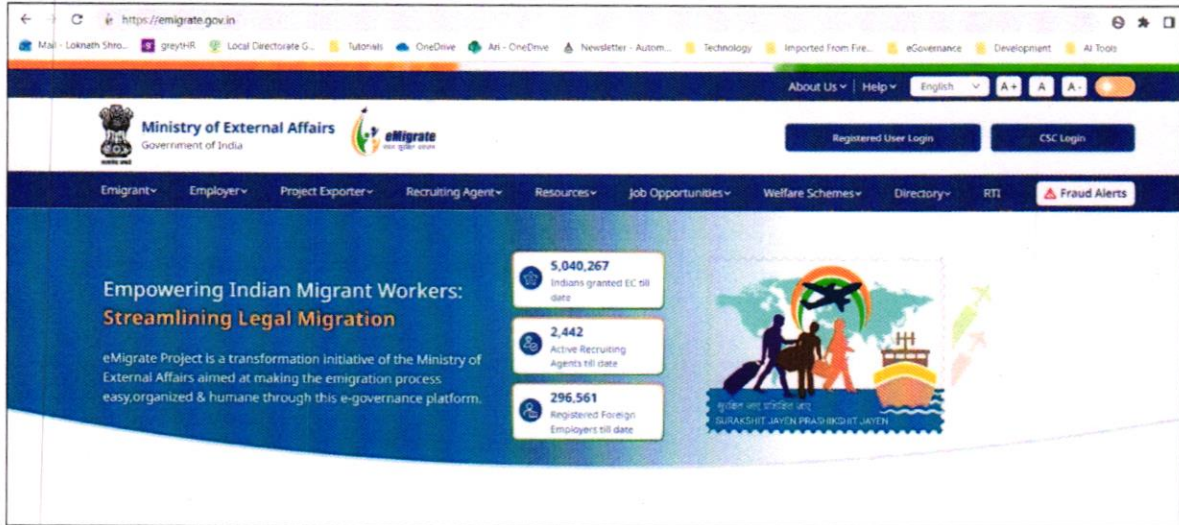 https://emigrate.gov.in
Mail - Loknath Shro...
greytHR
Local Directorate G...
Tutorials
OneDrive
Ari - OneDrive
Newsletter - Autom...
Technology
Imported From Fire...
eGovernance
Development
AI Tools
About Us
Help
English
A+
A
A-
Ministry of External Affairs
Government of India
eMigrate
Registered User Login
CSC Login
Emigrant
Employer
Project Exporter
Recruiting Agent
Resources
Job Opportunities
Welfare Schemes
Directory
RTI
Fraud Alerts
Empowering Indian Migrant Workers:
Streamlining Legal Migration
eMigrate Project is a transformation initiative of the Ministry of
External Affairs aimed at making the emigration process
easy,organized & humane through this e-governance platform.
5,040,267
Indians granted EC till
date
2,442
Active Recruiting
Agents till date
296,561
Registered Foreign
Employers till date
सुरक्षित जाएं प्रशिक्षित जाएं
SURAKSHIT JAYEN PRASHIKSHIT JAYEN